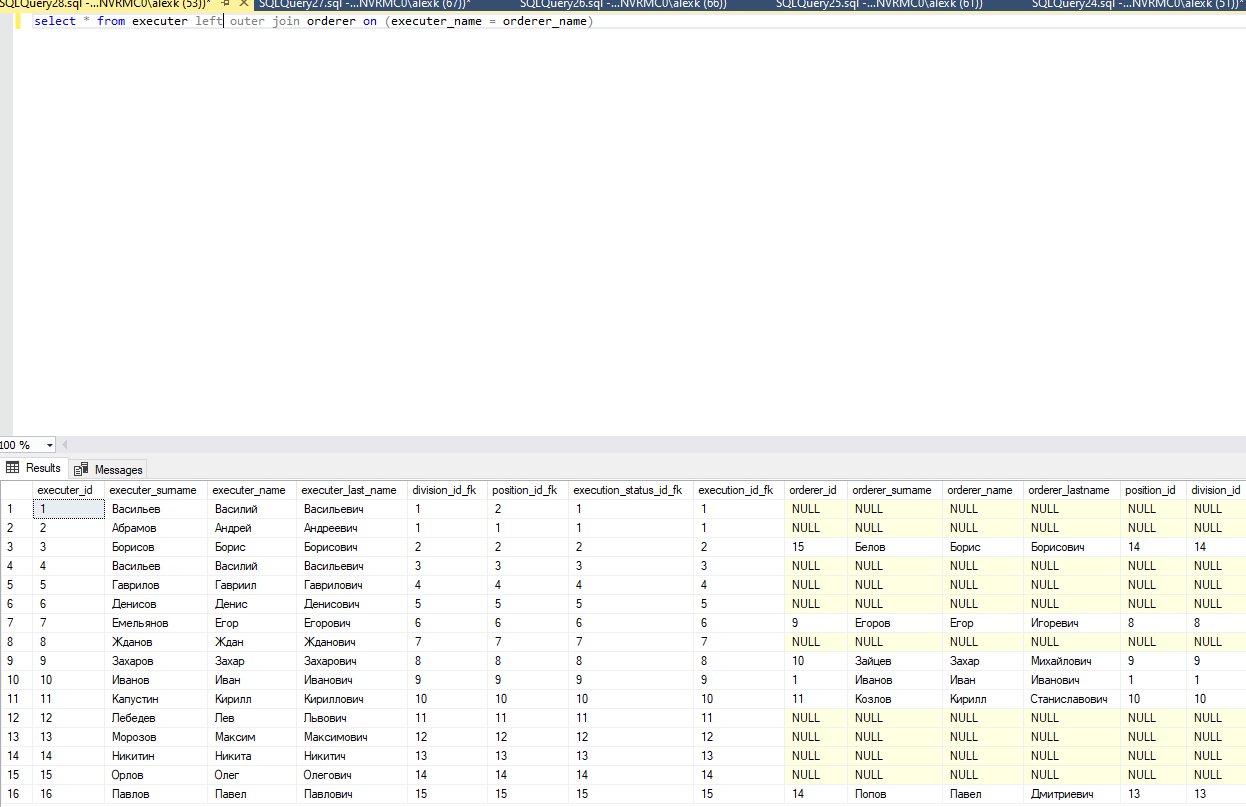 SQLQuery28.sql -...NVRMC0\alexk (53))* SQLQuery27.sql -...NVRMC0\alexk (67))* SQLQuery26.sql -...NVRMC0\alexk (66)) SQLQuery25.sql -...NVRMC0\alexk (61)) SQLQuery24.sql -...NVRMC0\alexk (51))*
select * from executer left outer join orderer on (executer_name = orderer_name)
100 %
Results Messages
executer_id executer_surname executer_name executer_last_name division_id_fk position_id_fk execution_status_id_fk execution_id_fk orderer_id orderer_surname orderer_name orderer_lastname position_id division_id
1 1 Васильев Василий Васильевич 1 2 1 1 NULL NULL NULL NULL NULL NULL
2 2 Абрамов Андрей Андреевич 1 1 1 1 NULL NULL NULL NULL NULL NULL
3 3 Борисов Борис Борисович 2 2 2 2 15 Белов Борис Борисович 14 14
4 4 Васильев Василий Васильевич 3 3 3 3 NULL NULL NULL NULL NULL NULL
5 5 Гаврилов Гавриил Гаврилович 4 4 4 4 NULL NULL NULL NULL NULL NULL
6 6 Денисов Денис Денисович 5 5 5 5 NULL NULL NULL NULL NULL NULL
7 7 Емельянов Егор Егорович 6 6 6 6 9 Егоров Егор Игоревич 8 8
8 8 Жданов Ждан Жданович 7 7 7 7 NULL NULL NULL NULL NULL NULL
9 9 Захаров Захар Захарович 8 8 8 8 10 Зайцев Захар Михайлович 9 9
10 10 Иванов Иван Иванович 9 9 9 9 1 Иванов Иван Иванович 1 1
11 11 Капустин Кирилл Кириллович 10 10 10 10 11 Козлов Кирилл Станиславович 10 10
12 12 Лебедев Лев Львович 11 11 11 11 NULL NULL NULL NULL NULL NULL
13 13 Морозов Максим Максимович 12 12 12 12 NULL NULL NULL NULL NULL NULL
14 14 Никитин Никита Никитич 13 13 13 13 NULL NULL NULL NULL NULL NULL
15 15 Орлов Олег Олегович 14 14 14 14 NULL NULL NULL NULL NULL NULL
16 16 Павлов Павел Павлович 15 15 15 15 14 Попов Павел Дмитриевич 13 13